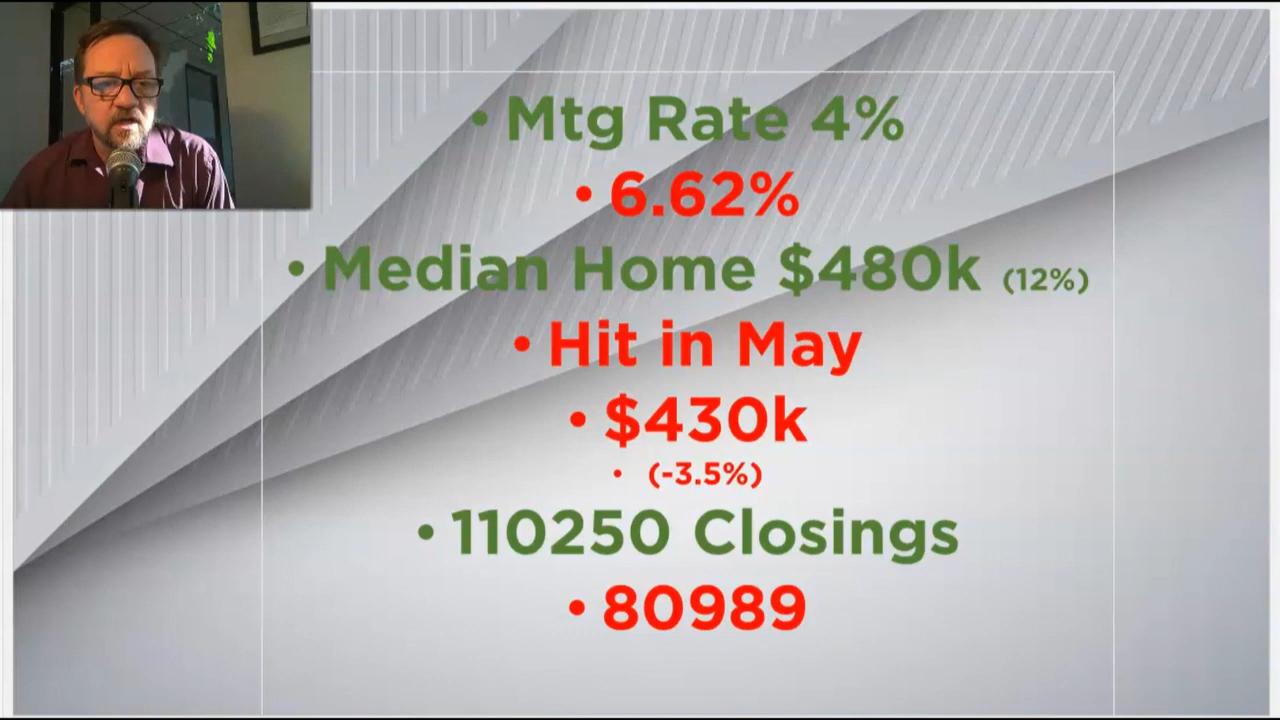 • Mtg Rate 4%
• 6.62%
• Median Home $480k (12%)
• Hit in May
• $430k
• (-3.5%)
• 110250 Closings
• 80989